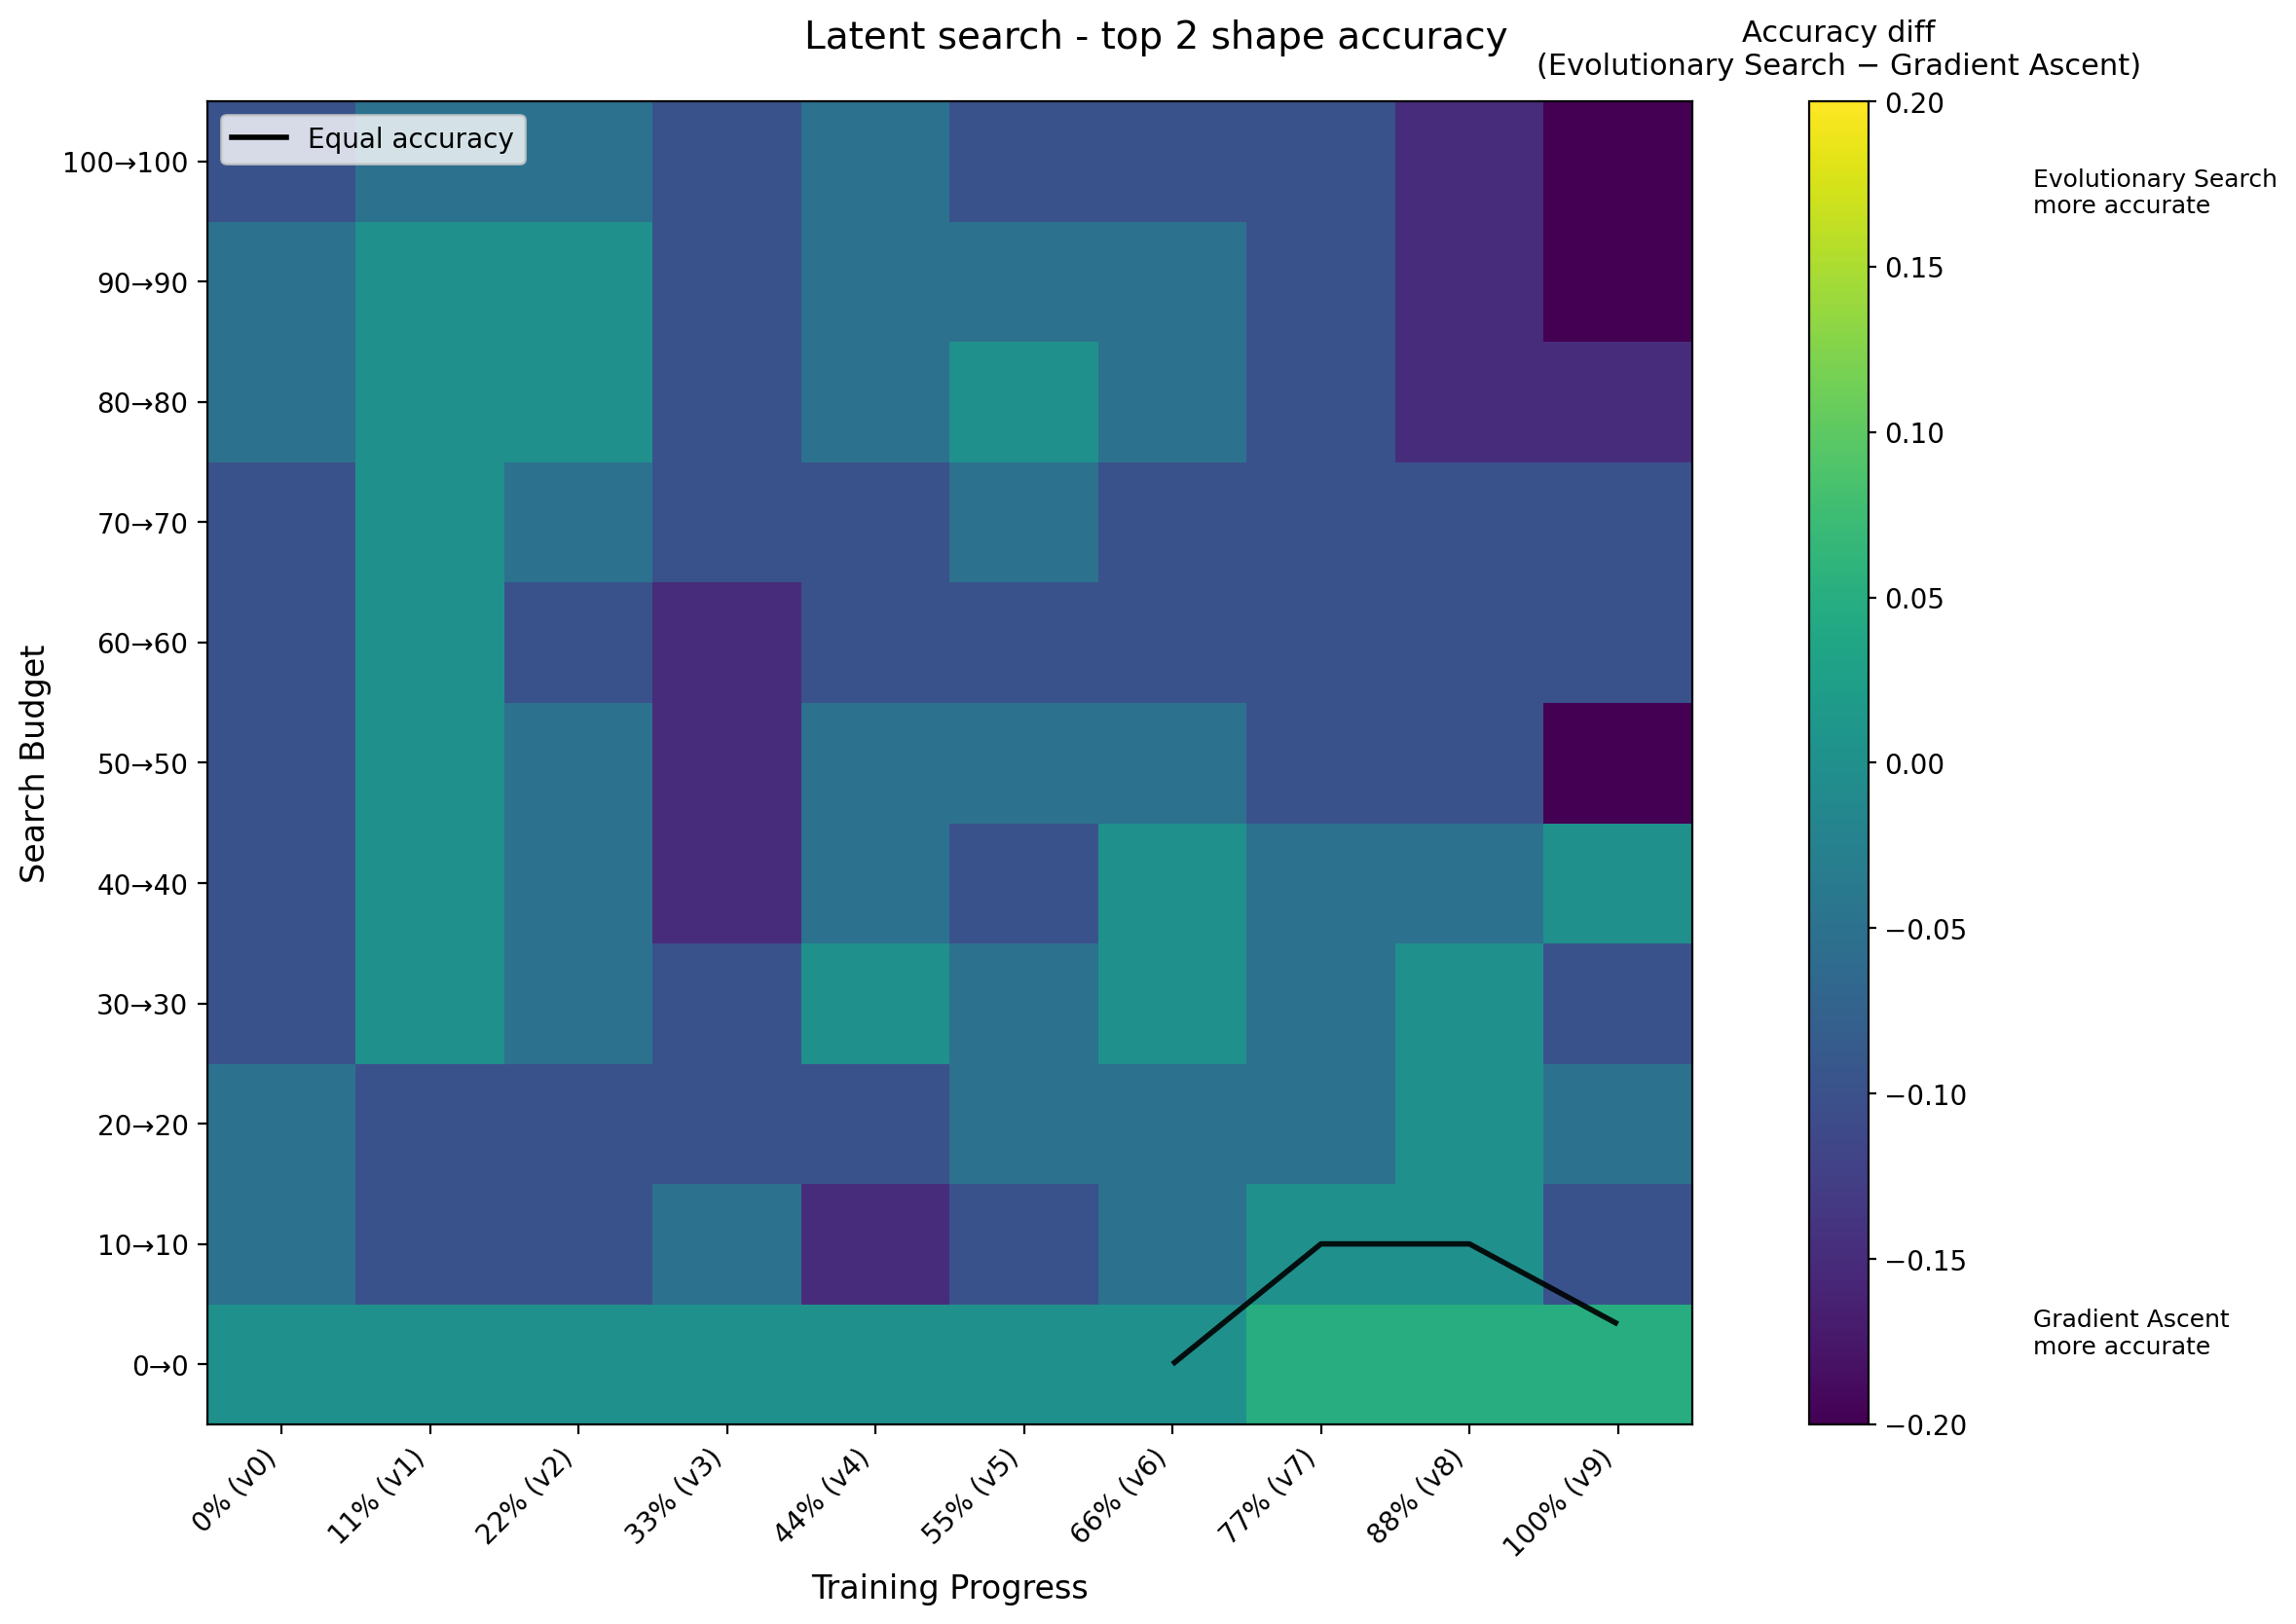 Latent search - top 2 shape accuracy
Accuracy diff
(Evolutionary Search − Gradient Ascent)
Equal accuracy
Search Budget
100→100
90→90
80→80
70→70
60→60
50→50
40→40
30→30
20→20
10→10
0→0
0% (v0)
11% (v1)
22% (v2)
33% (v3)
44% (v4)
55% (v5)
66% (v6)
77% (v7)
88% (v8)
100% (v9)
Training Progress
0.20
0.15
0.10
0.05
0.00
−0.05
−0.10
−0.15
−0.20
Evolutionary Search
more accurate
Gradient Ascent
more accurate